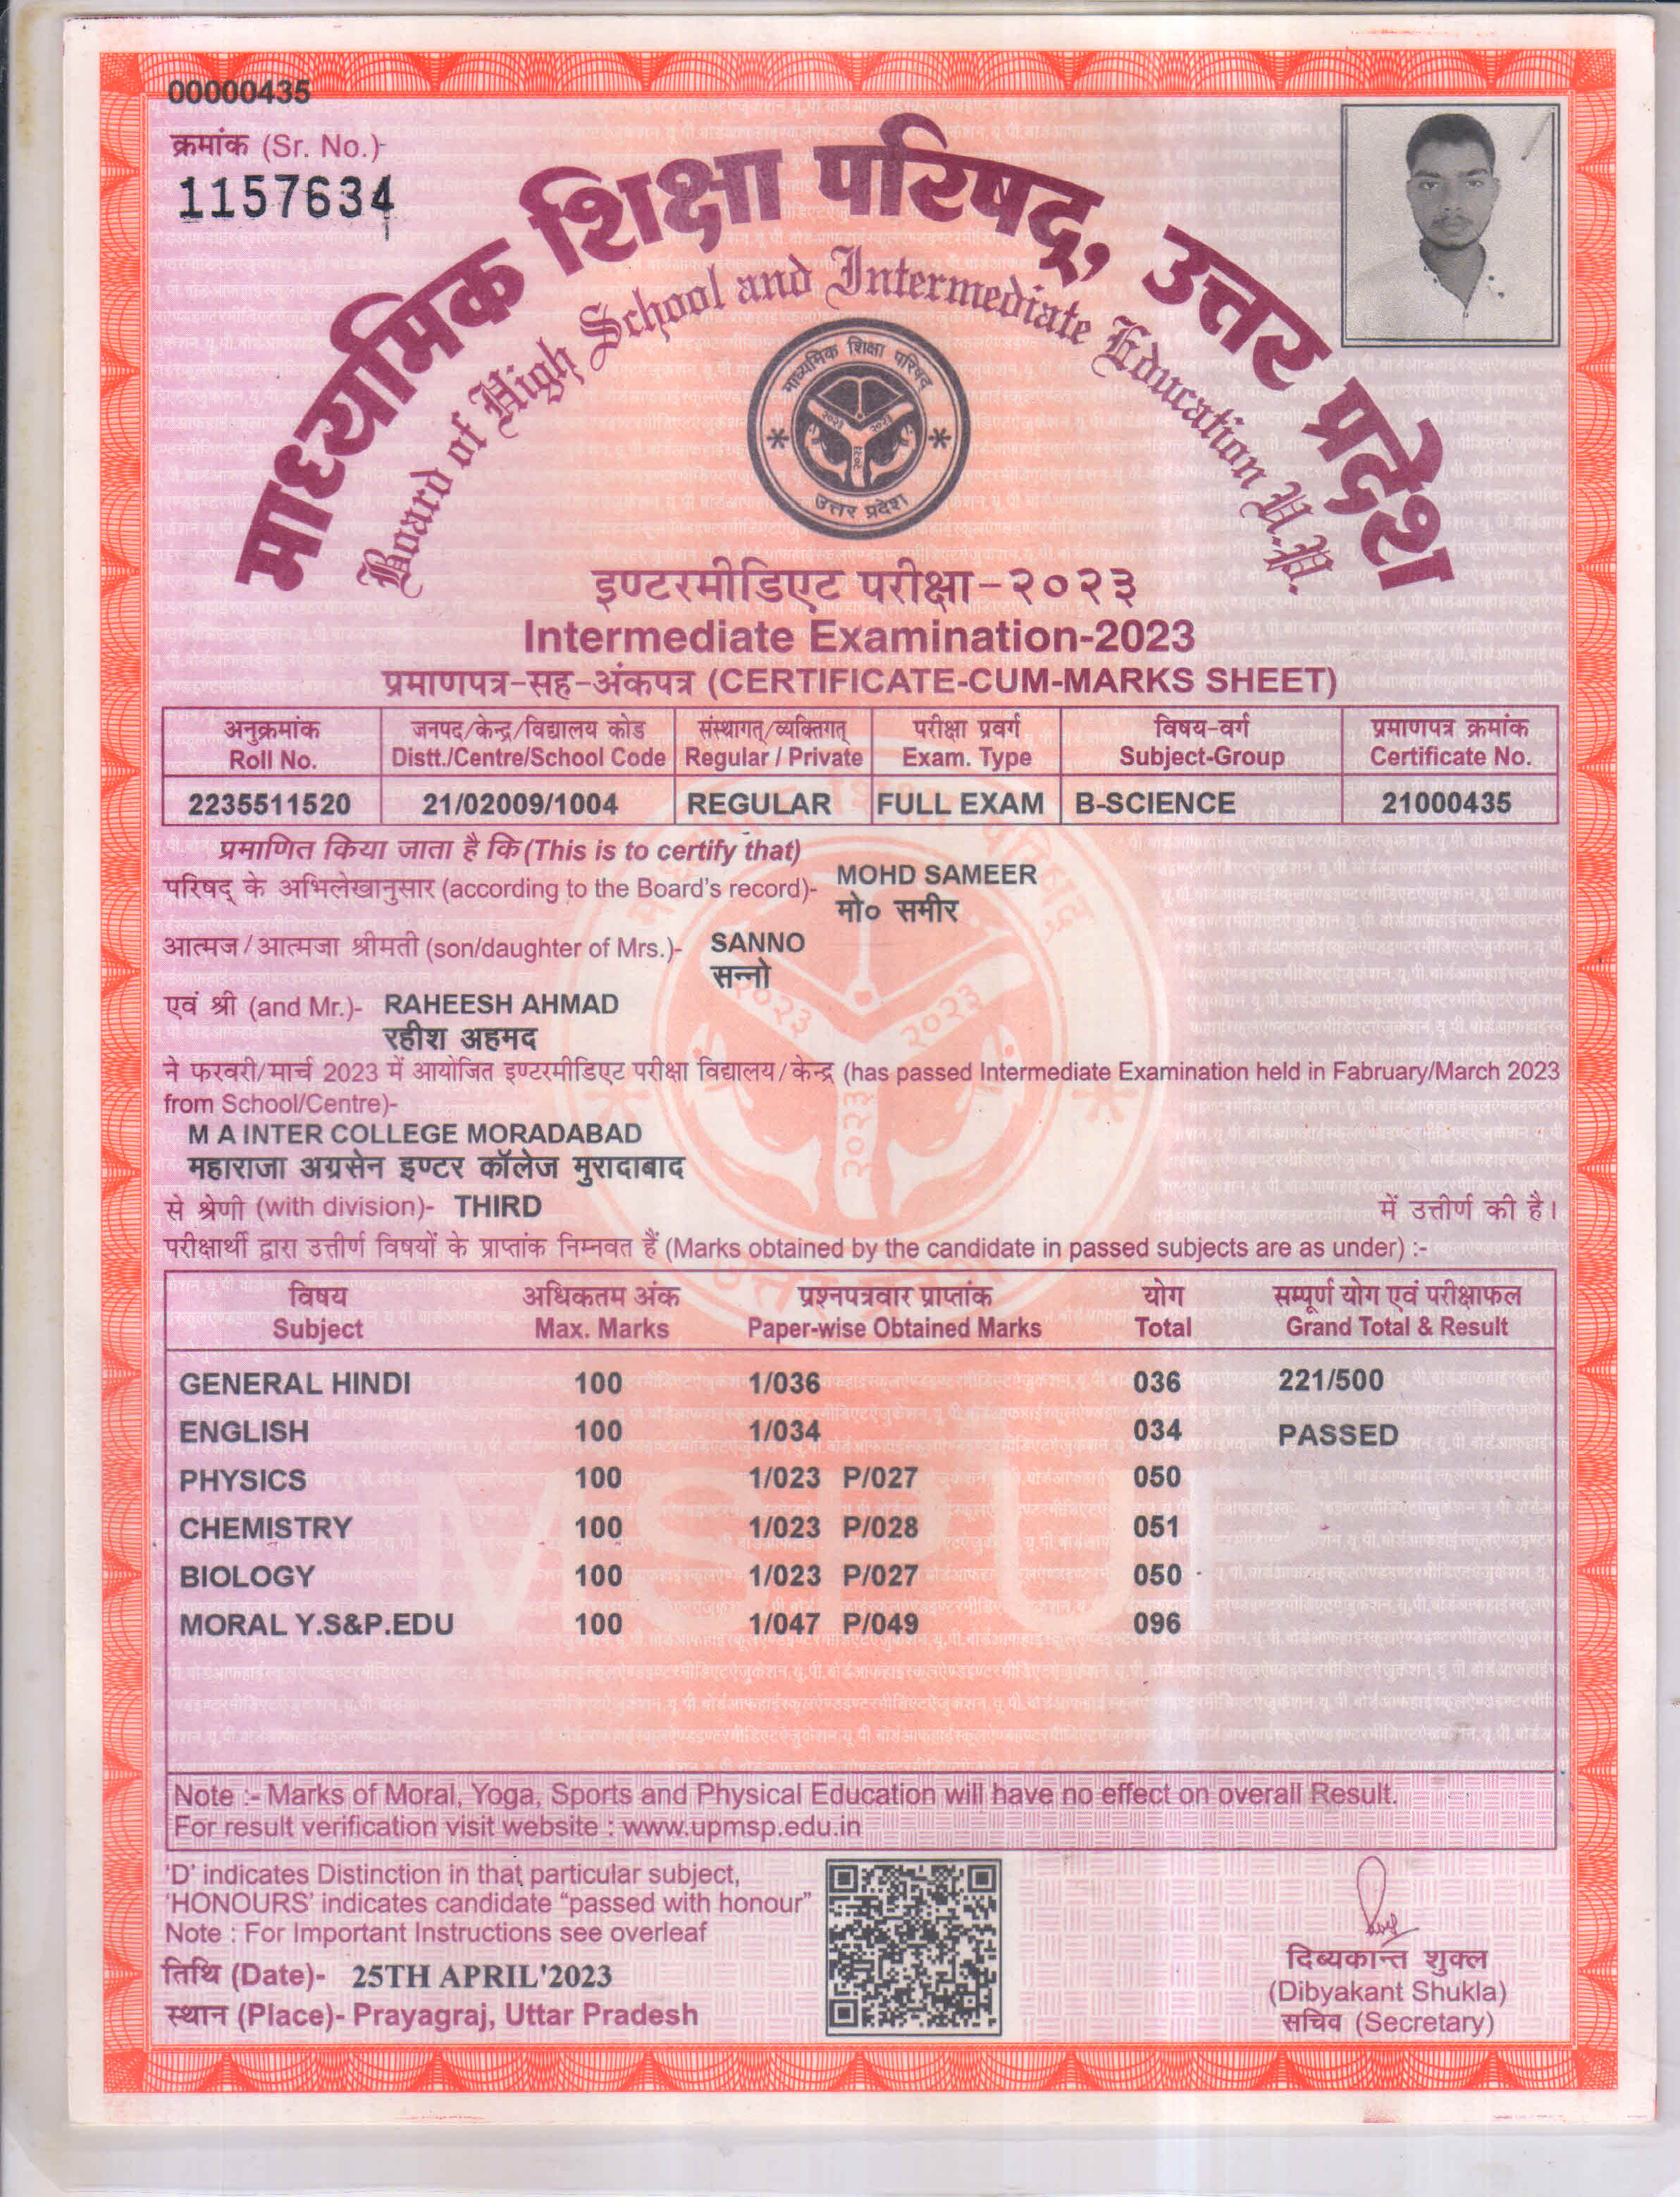 00000435
क्रमांक (Sr. No.)-
1157634
माध्यमिक शिक्षा परिषद्, उत्तर प्रदेश
Board of High School and Intermediate Education U.P.
माध्यमिक शिक्षा परिषद
२०२३ २०२३
२०२३
उत्तर प्रदेश
इण्टरमीडिएट परीक्षा-२०२३
Intermediate Examination-2023
प्रमाणपत्र-सह-अंकपत्र (CERTIFICATE-CUM-MARKS SHEET)
अनुक्रमांक जनपद/केन्द्र/विद्यालय कोड संस्थागत्/व्यक्तिगत् परीक्षा प्रवर्ग विषय-वर्ग प्रमाणपत्र क्रमांक
Roll No. Distt./Centre/School Code Regular / Private Exam. Type Subject-Group Certificate No.
2235511520 21/02009/1004 REGULAR FULL EXAM B-SCIENCE 21000435
प्रमाणित किया जाता है कि (This is to certify that)
परिषद् के अभिलेखानुसार (according to the Board's record)- MOHD SAMEER
मो० समीर
आत्मज/आत्मजा श्रीमती (son/daughter of Mrs.)- SANNO
सन्नो
एवं श्री (and Mr.)- RAHEESH AHMAD
रहीश अहमद
ने फरवरी/मार्च 2023 में आयोजित इण्टरमीडिएट परीक्षा विद्यालय/केन्द्र (has passed Intermediate Examination held in Fabruary/March 2023
from School/Centre)-
M A INTER COLLEGE MORADABAD
महाराजा अग्रसेन इण्टर कॉलेज मुरादाबाद
से श्रेणी (with division)- THIRD में उत्तीर्ण की है।
परीक्षार्थी द्वारा उत्तीर्ण विषयों के प्राप्तांक निम्नवत हैं (Marks obtained by the candidate in passed subjects are as under) :-
विषय अधिकतम अंक प्रश्नपत्रवार प्राप्तांक योग सम्पूर्ण योग एवं परीक्षाफल
Subject Max. Marks Paper-wise Obtained Marks Total Grand Total & Result
GENERAL HINDI 100 1/036 036 221/500
ENGLISH 100 1/034 034 PASSED
PHYSICS 100 1/023 P/027 050
CHEMISTRY 100 1/023 P/028 051
BIOLOGY 100 1/023 P/027 050
MORAL Y.S&P.EDU 100 1/047 P/049 096
Note :- Marks of Moral, Yoga, Sports and Physical Education will have no effect on overall Result.
For result verification visit website : www.upmsp.edu.in
'D' indicates Distinction in that particular subject,
'HONOURS' indicates candidate "passed with honour"
Note : For Important Instructions see overleaf
तिथि (Date)- 25TH APRIL'2023
स्थान (Place)- Prayagraj, Uttar Pradesh
दिब्यकान्त शुक्ल
(Dibyakant Shukla)
सचिव (Secretary)